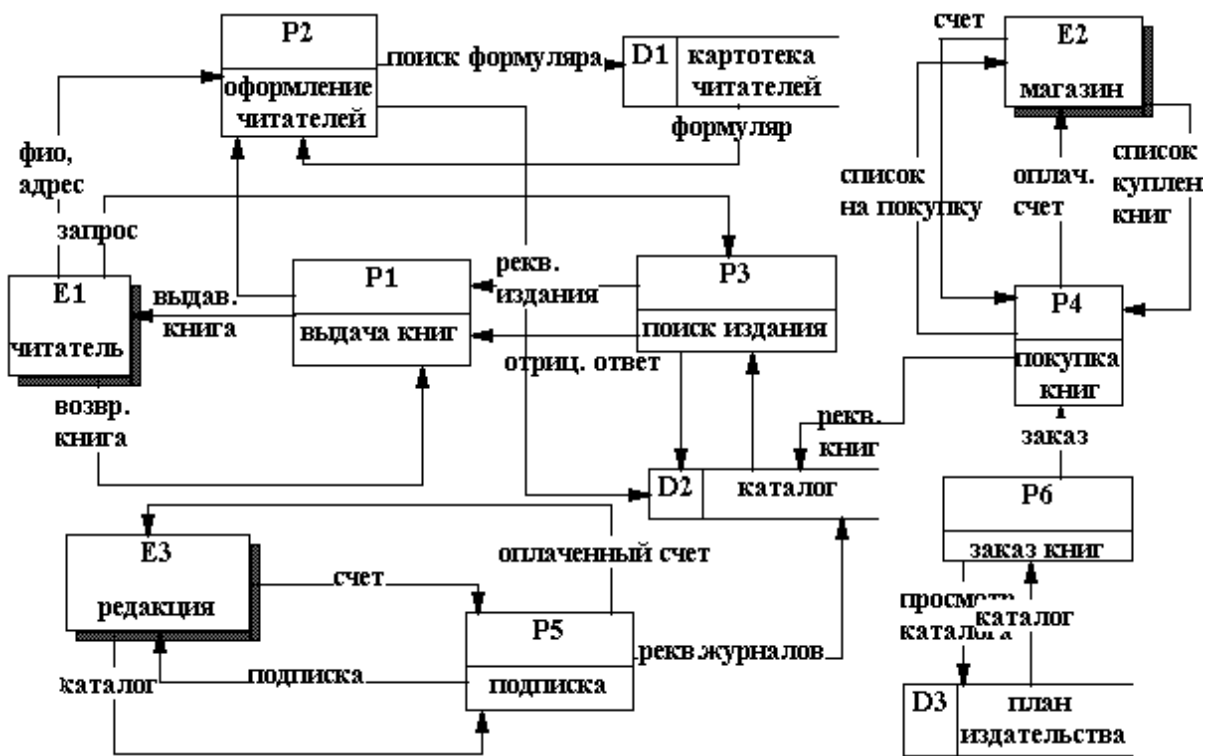 P2
оформление
читателей
поиск формуляра
D1
картотека
читателей
формуляр
счет
E2
магазин
фио,
адрес
запрос
список
на покупку
оплач.
счет
список
куплен
книг
E1
читатель
выдав.
книга
P1
выдача книг
рекв.
издания
P3
поиск издания
отриц. ответ
P4
покупка
книг
возвр.
книга
рекв.
книг
заказ
D2
каталог
P6
заказ книг
E3
редакция
счет
оплаченный счет
P5
подписка
подписка
каталог
рекв.журналов
просмотр
каталога
каталог
D3
план
издательства